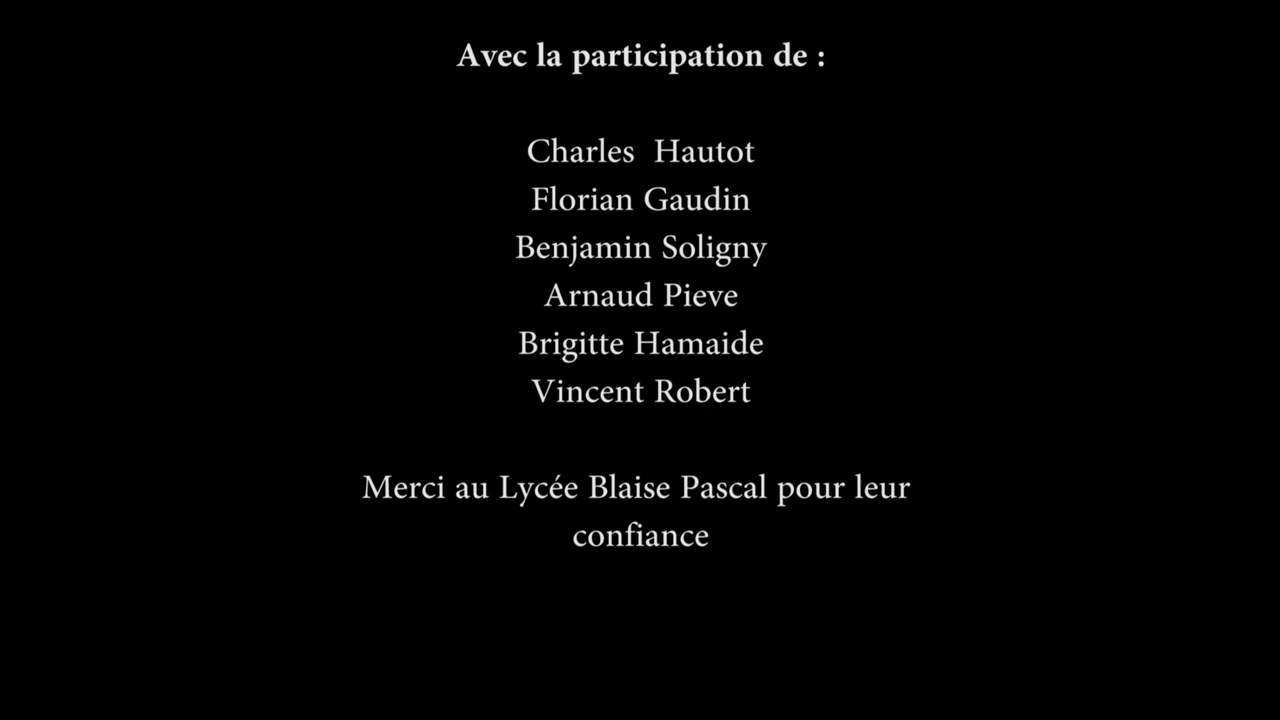 Avec la participation de :
Charles  Hautot
Florian Gaudin
Benjamin Soligny
Arnaud Pieve
Brigitte Hamaide
Vincent Robert
Merci au Lycée Blaise Pascal pour leur
confiance